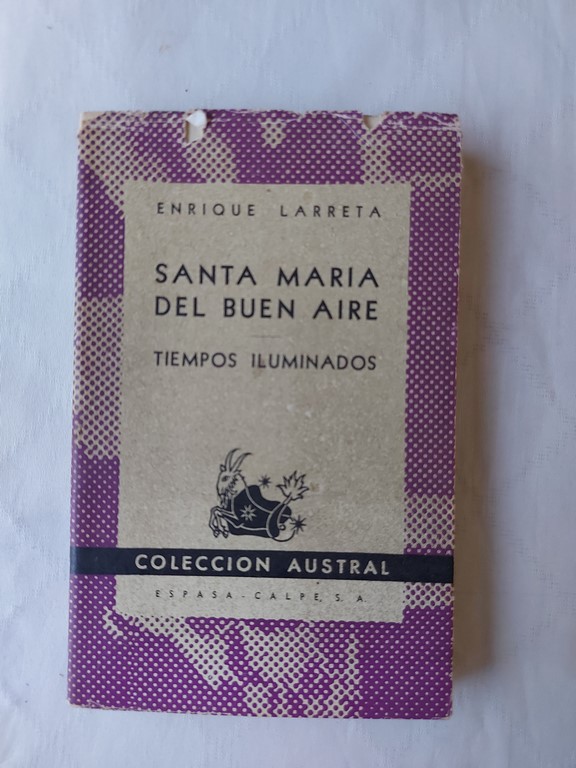 ENRIQUE LARRETA
SANTA MARIA
DEL BUEN AIRE
TIEMPOS ILUMINADOS
COLECCION AUSTRAL
ESPASA - CALPE, S. A.